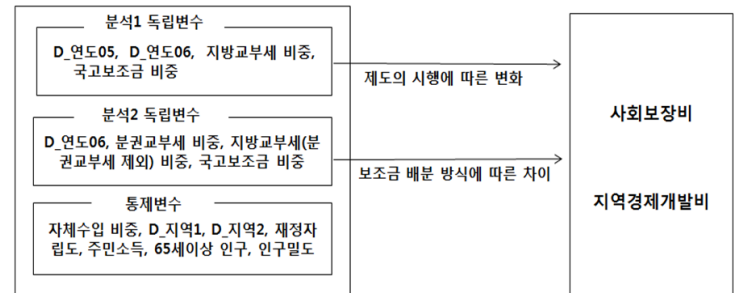 분석1 독립변수
D_연도05, D_연도06, 지방교부세 비중,
국고보조금 비중
제도의 시행에 따른 변화
분석2 독립변수
D_연도06, 분권교부세 비중, 지방교부세(분
권교부세 제외) 비중, 국고보조금 비중
보조금 배분 방식에 따른 차이
통제변수
자체수입 비중, D_지역1, D_지역2, 재정자
립도, 주민소득, 65세이상 인구, 인구밀도
사회보장비
지역경제개발비